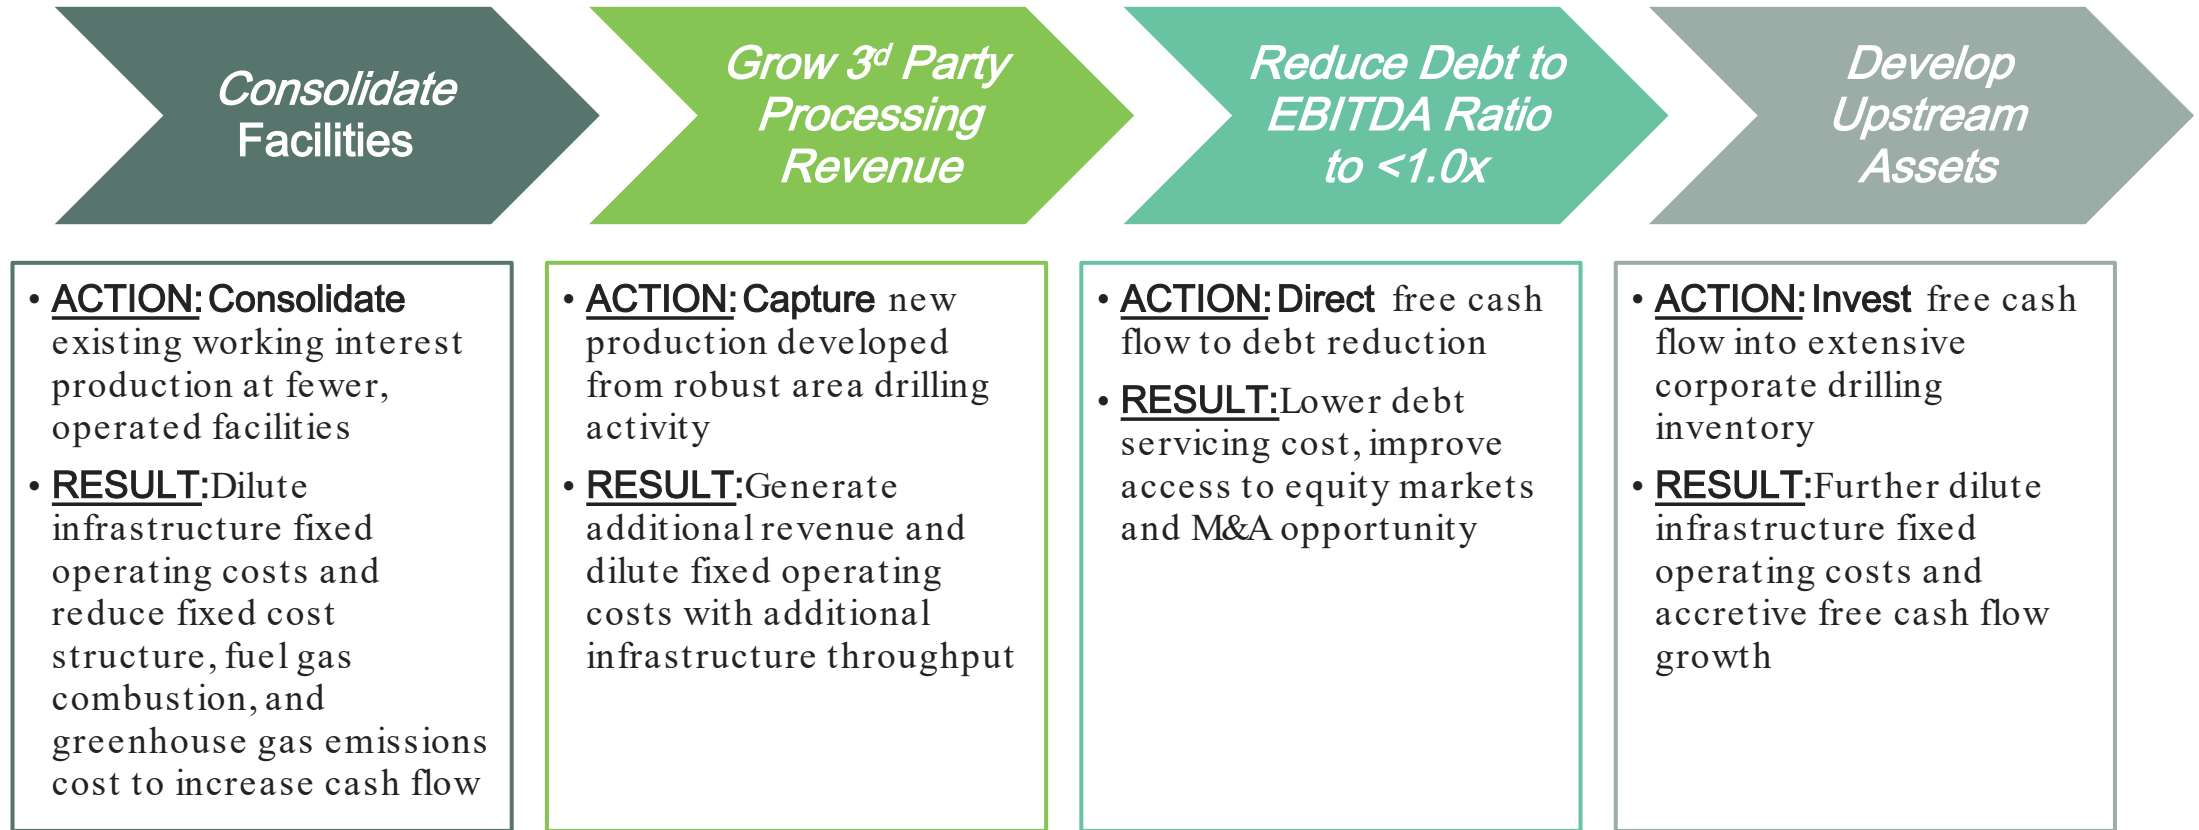 Consolidate
Facilities
Grow 3rd Party
Processing
Revenue
Reduce Debt to
EBITDA Ratio
to <1.0x
Develop
Upstream
Assets
• ACTION: Consolidate
existing working interest
production at fewer,
operated facilities
• RESULT:Dilute
infrastructure fixed
operating costs and
reduce fixed cost
structure, fuel gas
combustion, and
greenhouse gas emissions
cost to increase cash flow
• ACTION: Capture new
production developed
from robust area drilling
activity
• RESULT:Generate
additional revenue and
dilute fixed operating
costs with additional
infrastructure throughput
• ACTION: Direct free cash
flow to debt reduction
• RESULT:Lower debt
servicing cost, improve
access to equity markets
and M&A opportunity
• ACTION: Invest free cash
flow into extensive
corporate drilling
inventory
• RESULT:Further dilute
infrastructure fixed
operating costs and
accretive free cash flow
growth